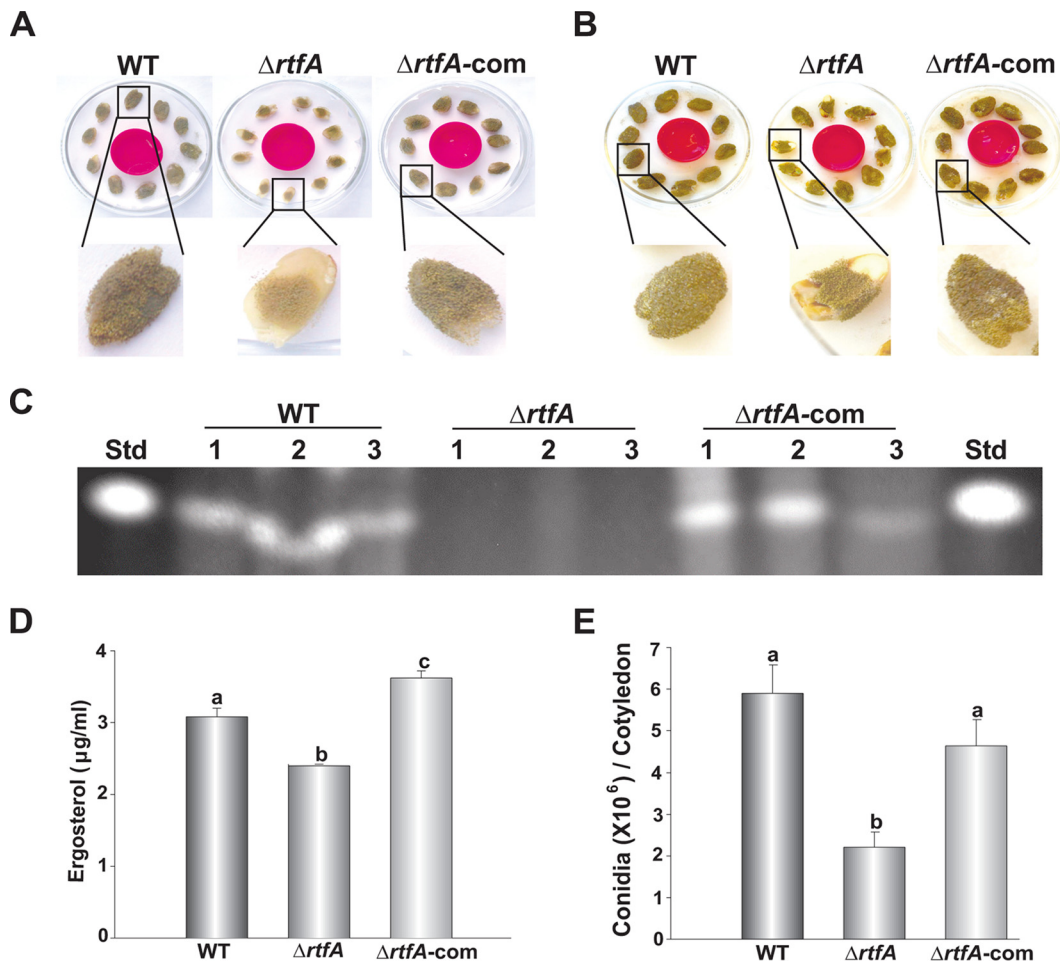 A
WT
ΔrtfA
ΔrtfA-com
B
WT
ΔrtfA
ΔrtfA-com
C
WT
ΔrtfA
ΔrtfA-com
Std 1 2 3 1 2 3 1 2 3 Std
D
Ergosterol (µg/ml)
4
3
2
1
0
a
b
c
WT
ΔrtfA
ΔrtfA-com
E
Conidia (X10⁶) / Cotyledon
7
6
5
4
3
2
1
0
a
b
a
WT
ΔrtfA
ΔrtfA-com